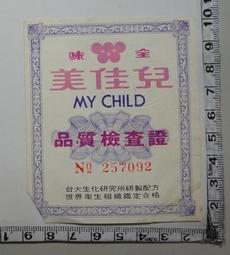 味全
美佳兒
MY CHILD
品質檢查證
№ 257092
台大生化研究所研製配方
世界衛生組織鑑定合格